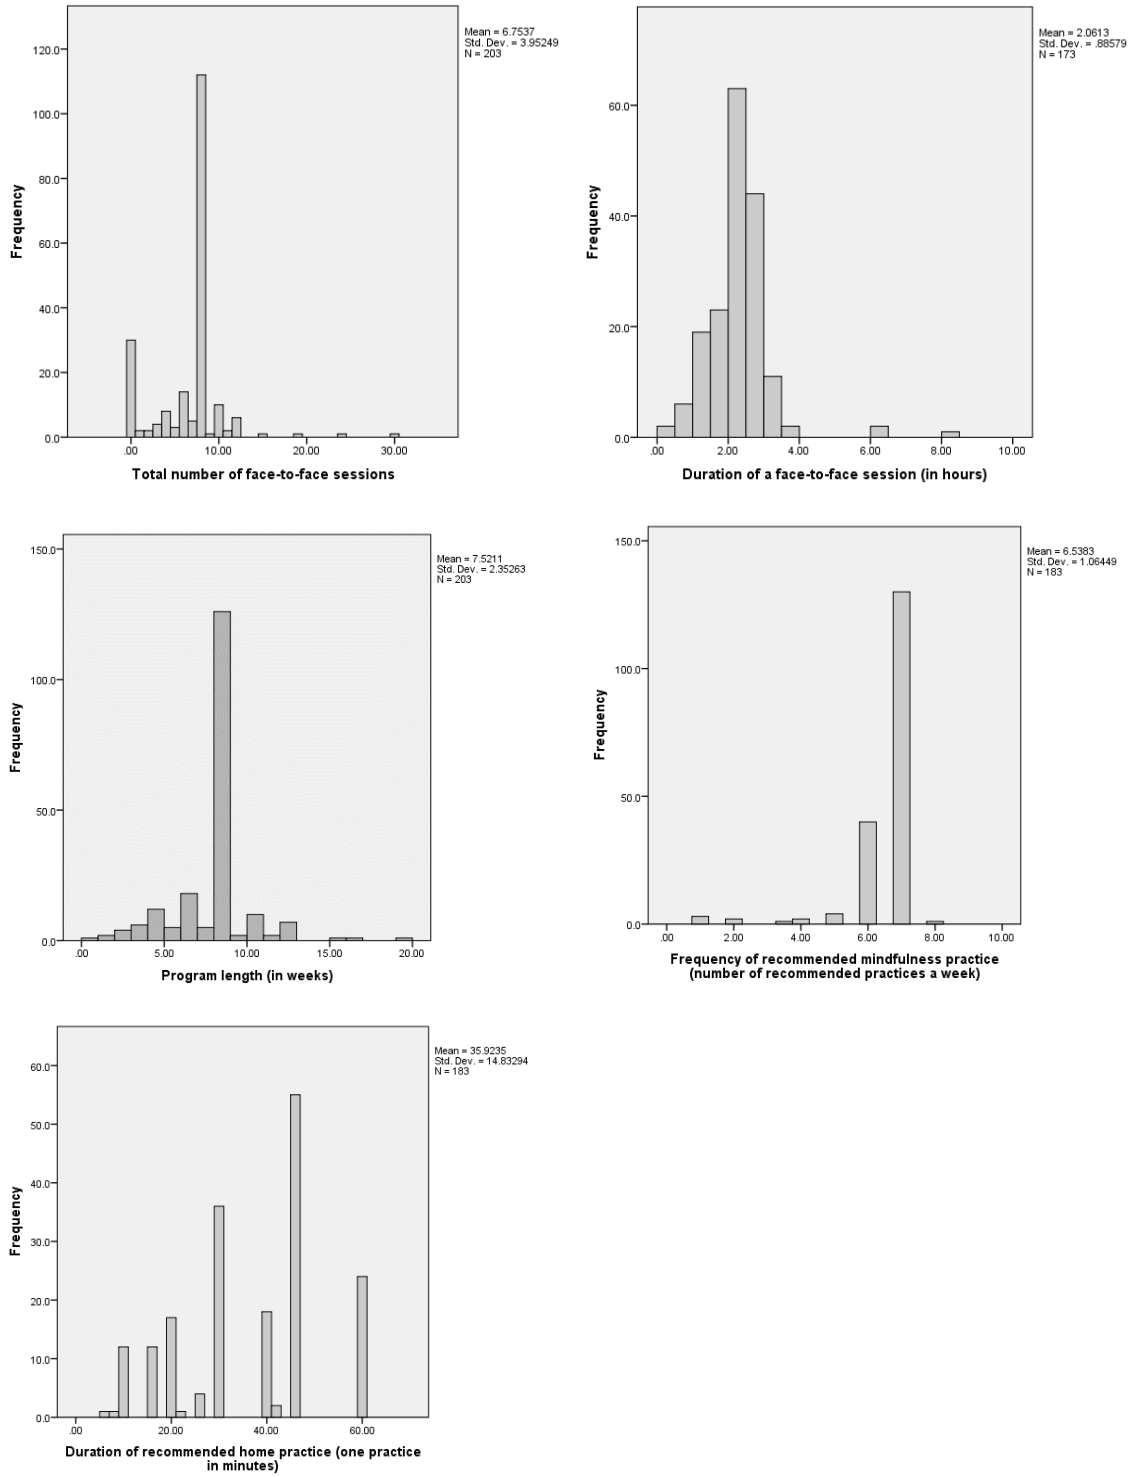 Mean = 6.7537
Std. Dev. = 3.95249
N = 203
120.0
100.0
80.0
60.0
40.0
20.0
0.0
Frequency
.00
10.00
20.00
30.00
Total number of face-to-face sessions
Mean = 2.0613
Std. Dev. = .88579
N = 173
60.0
40.0
20.0
0.0
Frequency
.00
2.00
4.00
6.00
8.00
10.00
Duration of a face-to-face session (in hours)
Mean = 7.5211
Std. Dev. = 2.35263
N = 203
150.0
100.0
50.0
0.0
Frequency
.00
5.00
10.00
15.00
20.00
Program length (in weeks)
Mean = 6.5383
Std. Dev. = 1.06449
N = 183
150.0
100.0
50.0
0.0
Frequency
.00
2.00
4.00
6.00
8.00
10.00
Frequency of recommended mindfulness practice
(number of recommended practices a week)
Mean = 35.9235
Std. Dev. = 14.83294
N = 183
60.0
50.0
40.0
30.0
20.0
10.0
0.0
Frequency
.00
20.00
40.00
60.00
Duration of recommended home practice (one practice
in minutes)